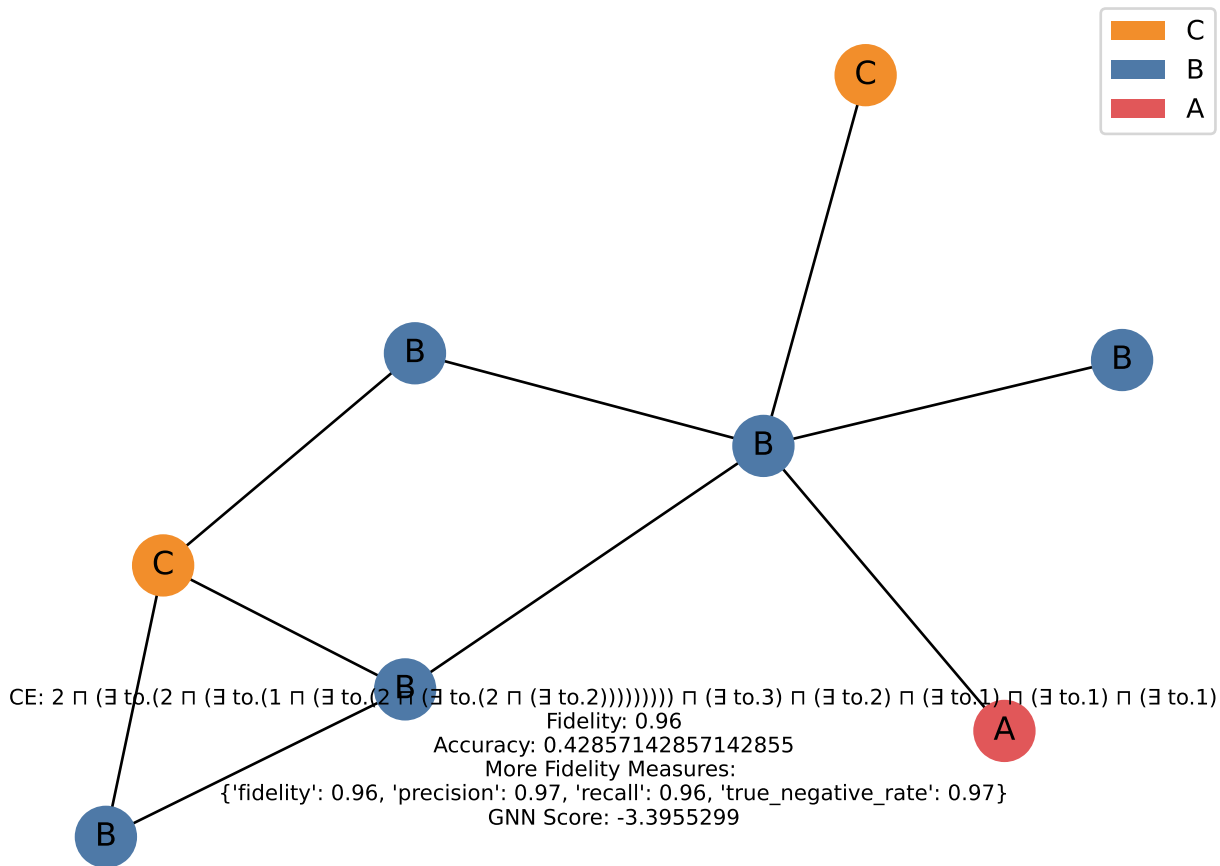 C
C
B
A
B
B
B
C
B
CE: 2 ⊓ (∃ to.(2 ⊓ (∃ to.(1 ⊓ (∃ to.(2 ⊓ (∃ to.(2 ⊓ (∃ to.2))))))))) ⊓ (∃ to.3) ⊓ (∃ to.2) ⊓ (∃ to.1) ⊓ (∃ to.1) ⊓ (∃ to.1)
Fidelity: 0.96
A
Accuracy: 0.42857142857142855
More Fidelity Measures:
{'fidelity': 0.96, 'precision': 0.97, 'recall': 0.96, 'true_negative_rate': 0.97}
GNN Score: -3.3955299
B